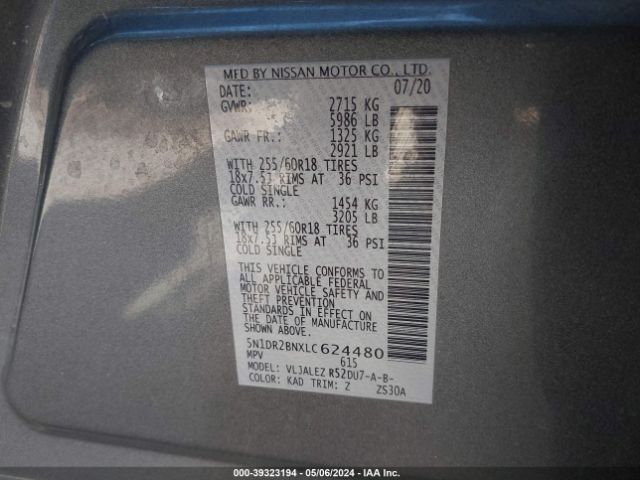 MFD BY NISSAN MOTOR CO., LTD.
DATE: 07/20
GVWR: 2715 KG
5986 LB
GAWR FR.: 1325 KG
2921 LB
WITH 255/60R18 TIRES
18x7.5J RIMS AT 36 PSI
COLD SINGLE
GAWR RR.: 1454 KG
3205 LB
WITH 255/60R18 TIRES
18x7.5J RIMS AT 36 PSI
COLD SINGLE
THIS VEHICLE CONFORMS TO
ALL APPLICABLE FEDERAL
MOTOR VEHICLE SAFETY AND
THEFT PREVENTION
STANDARDS IN EFFECT ON
THE DATE OF MANUFACTURE
SHOWN ABOVE.
5N1DR2BNXLC624480
MPV 615
MODEL: VLJALEZ R52DU7-A-B-
COLOR: KAD TRIM: Z ZS30A
000-39323194 - 05/06/2024 - IAA Inc.